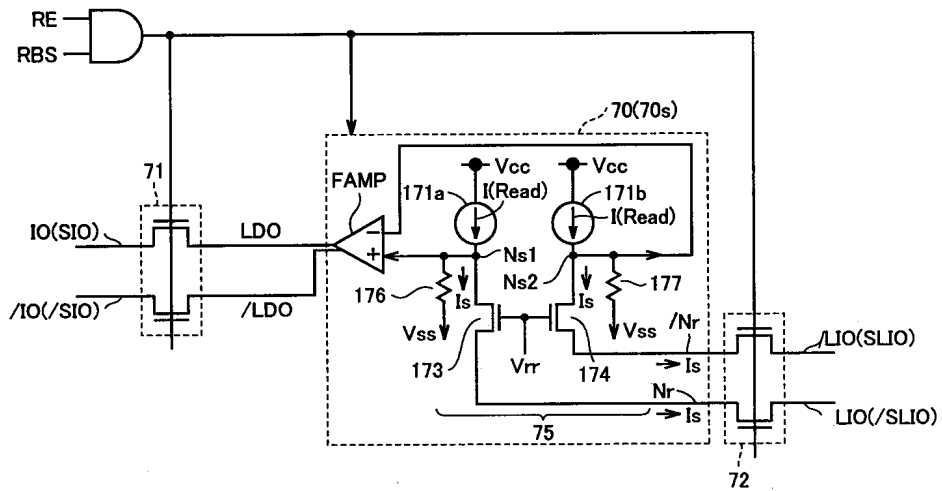 RE
RBS
70(70s)
71
FAMP
Vcc
Vcc
171a
I(Read)
171b
I(Read)
IO(SIO)
LDO
−
+
Ns1
Ns2
/IO(/SIO)
/LDO
176
Is
Is
177
Vss
Vss
173
Vrr
174
/Nr
Is
/LIO(SLIO)
Nr
Is
LIO(/SLIO)
75
72